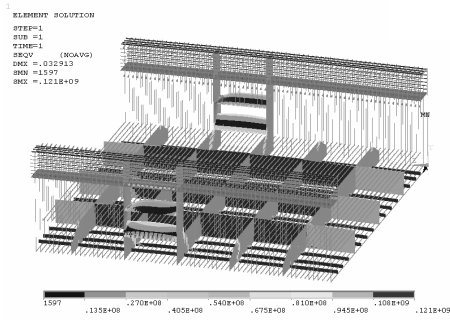 1
ELEMENT SOLUTION
STEP=1
SUB =1
TIME=1
SEQV (NOAVG)
DMX =.032913
SMN =1597
SMX =.121E+09
MN
1597 .270E+08 .540E+08 .810E+08 .108E+09
.135E+08 .405E+08 .675E+08 .945E+08 .121E+09